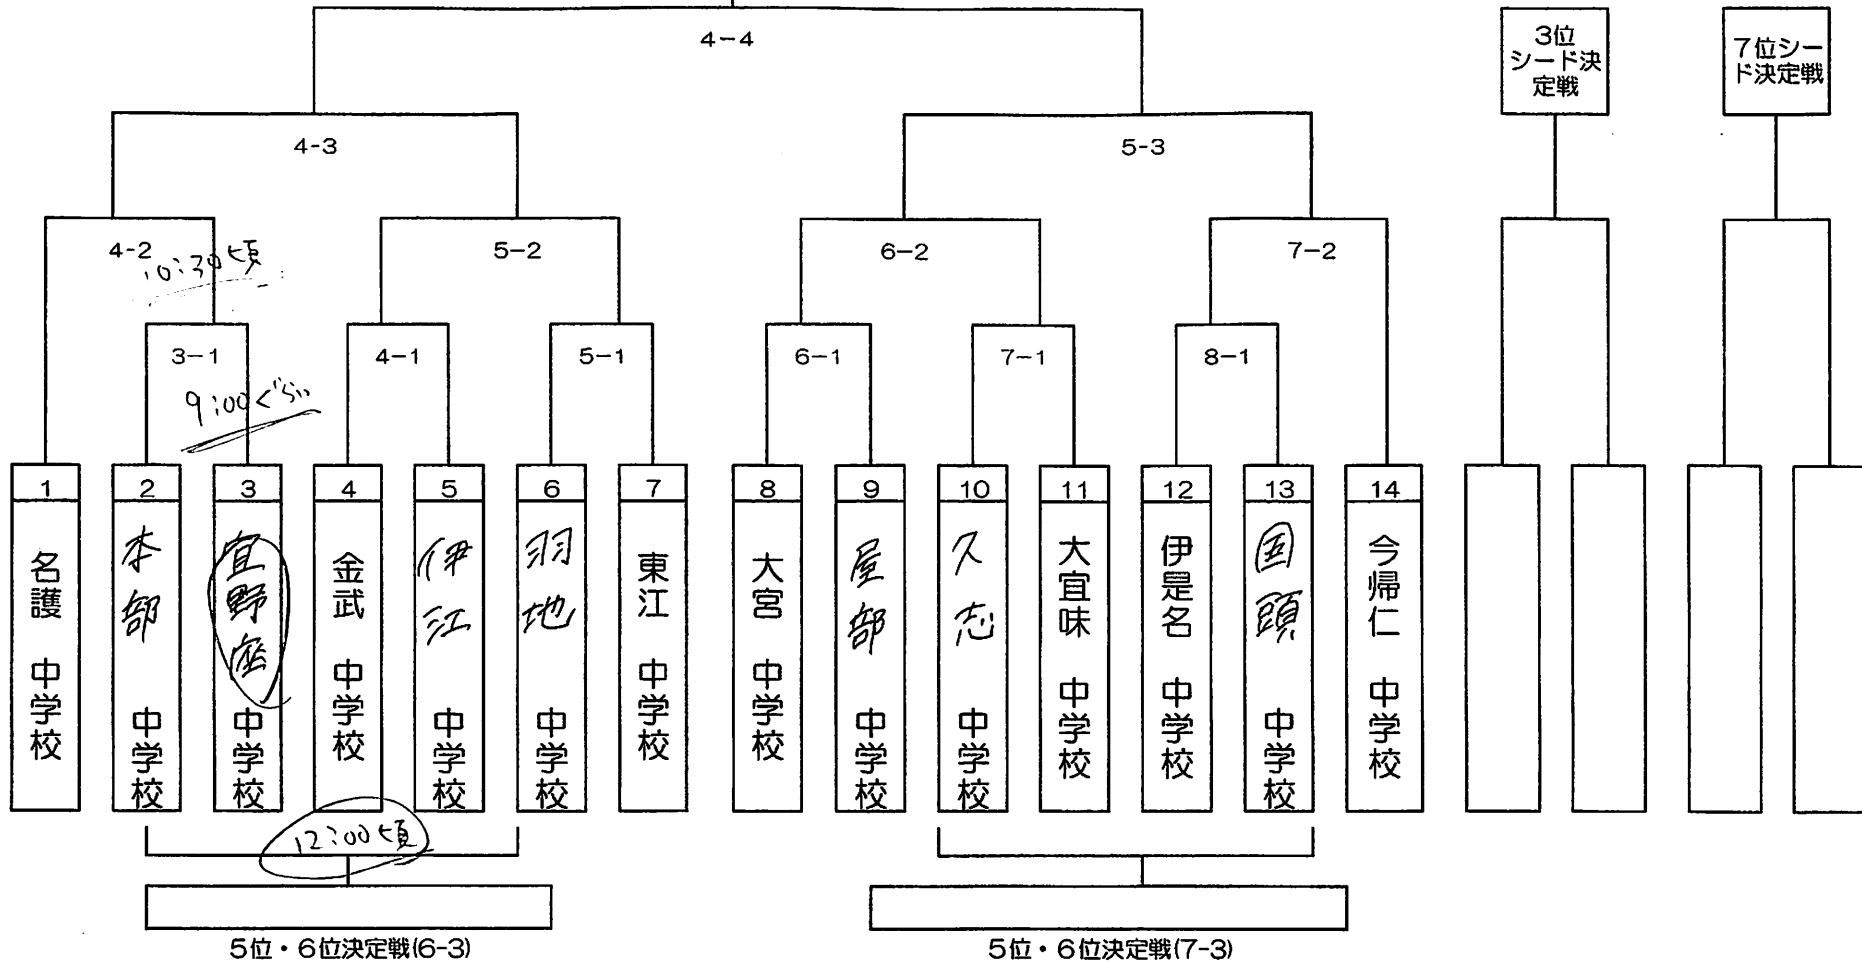 4-4
3位
シード決
定戦
7位シー
ド決定戦
4-3
5-3
4-2
5-2
6-2
7-2
10:30頃
3-1
4-1
5-1
6-1
7-1
8-1
9:00ぐらい
1
2
3
4
5
6
7
8
9
10
11
12
13
14
名護 中学校
本部 中学校
宜野座 中学校
金武 中学校
伊江 中学校
羽地 中学校
東江 中学校
大宮 中学校
屋部 中学校
久志 中学校
大宜味 中学校
伊是名 中学校
国頭 中学校
今帰仁 中学校
12:00頃
5位・6位決定戦(6-3)
5位・6位決定戦(7-3)